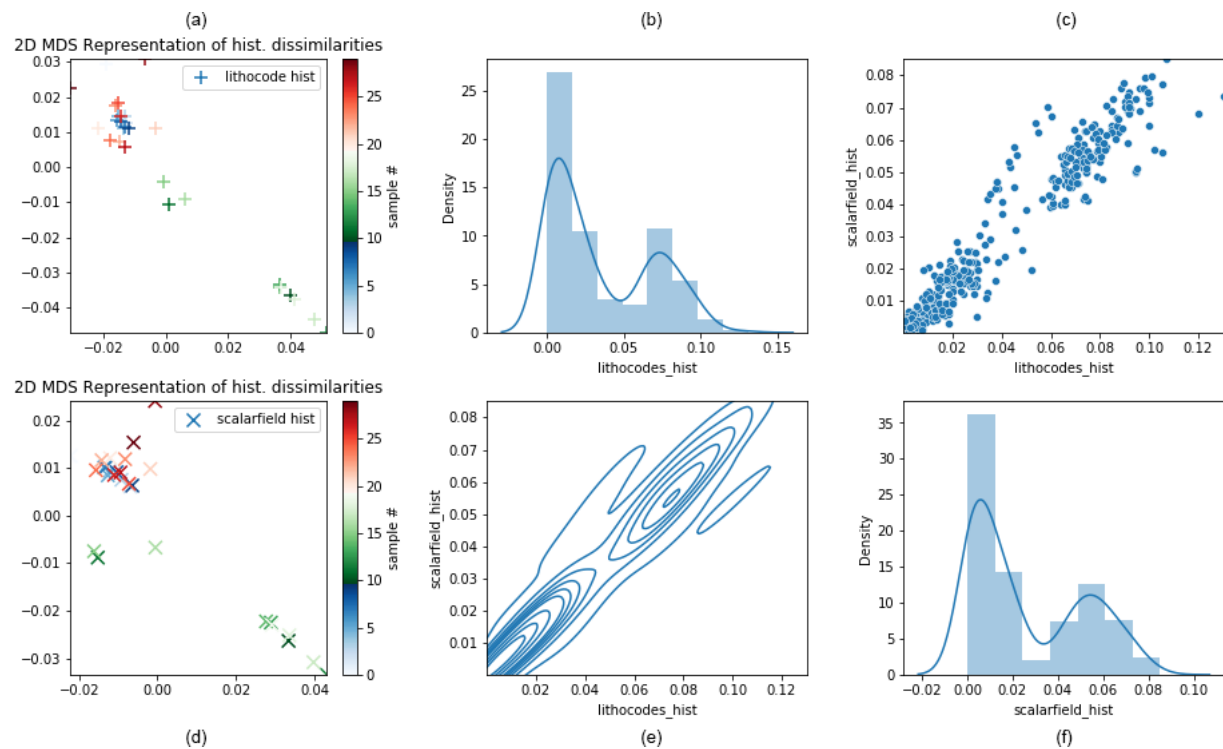 (a) (b) (c)
2D MDS Representation of hist. dissimilarities
lithocode hist
0.03
0.02
0.01
0.00
−0.01
−0.02
−0.03
−0.04
−0.02 0.00 0.02 0.04
25
20
15
10
5
0
sample #
Density
25
20
15
10
5
0
0.00 0.05 0.10 0.15
lithocodes_hist
scalarfield_hist
0.08
0.07
0.06
0.05
0.04
0.03
0.02
0.01
0.02 0.04 0.06 0.08 0.10 0.12
lithocodes_hist
2D MDS Representation of hist. dissimilarities
scalarfield hist
0.02
0.01
0.00
−0.01
−0.02
−0.03
−0.02 0.00 0.02 0.04
25
20
15
10
5
0
sample #
scalarfield_hist
0.08
0.07
0.06
0.05
0.04
0.03
0.02
0.01
0.02 0.04 0.06 0.08 0.10 0.12
lithocodes_hist
Density
35
30
25
20
15
10
5
0
−0.02 0.00 0.02 0.04 0.06 0.08 0.10
scalarfield_hist
(d) (e) (f)